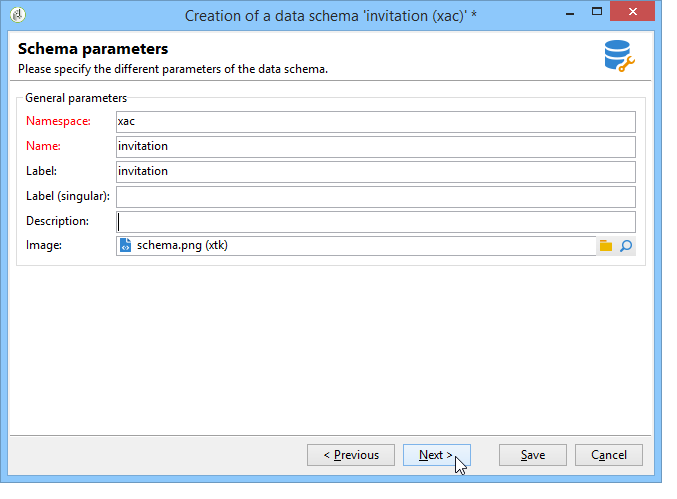 Creation of a data schema 'invitation (xac)' *
Schema parameters
Please specify the different parameters of the data schema.
General parameters
Namespace: xac
Name: invitation
Label: invitation
Label (singular):
Description:
Image: schema.png (xtk)
< Previous Next > Save Cancel